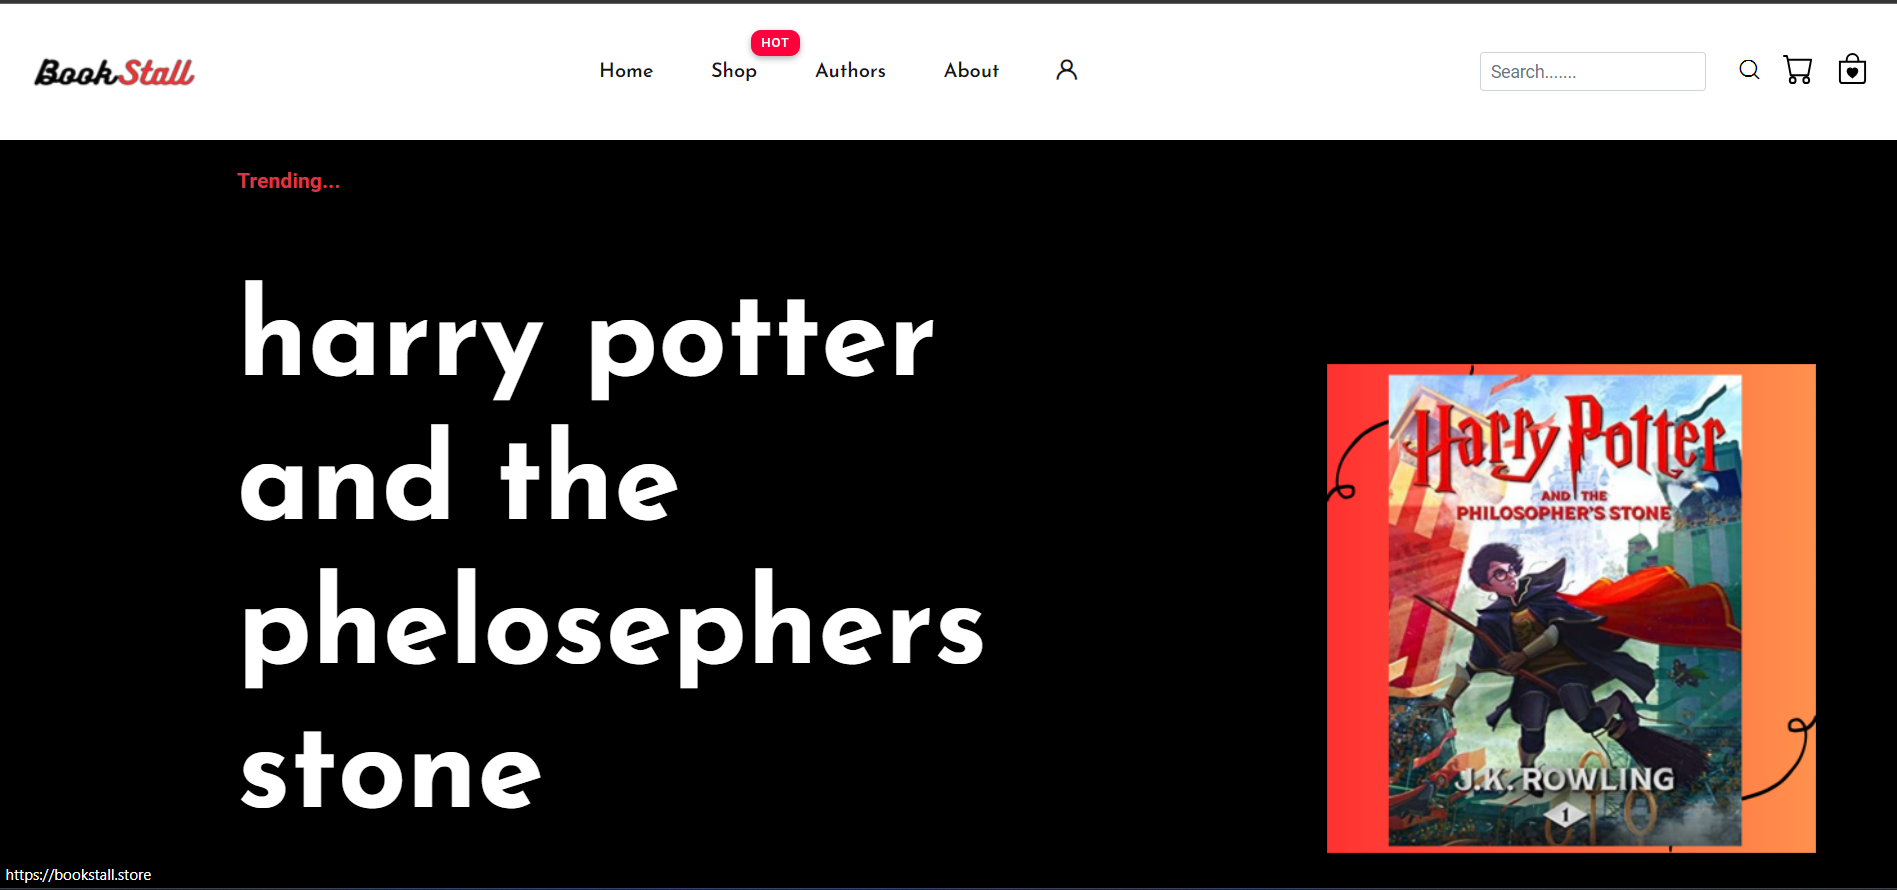 BookStall
Home
Shop
HOT
Authors
About
Search.......
Trending...
harry potter
and the
phelosephers
stone
Harry Potter
AND THE
PHILOSOPHER'S STONE
J.K. ROWLING
1
https://bookstall.store